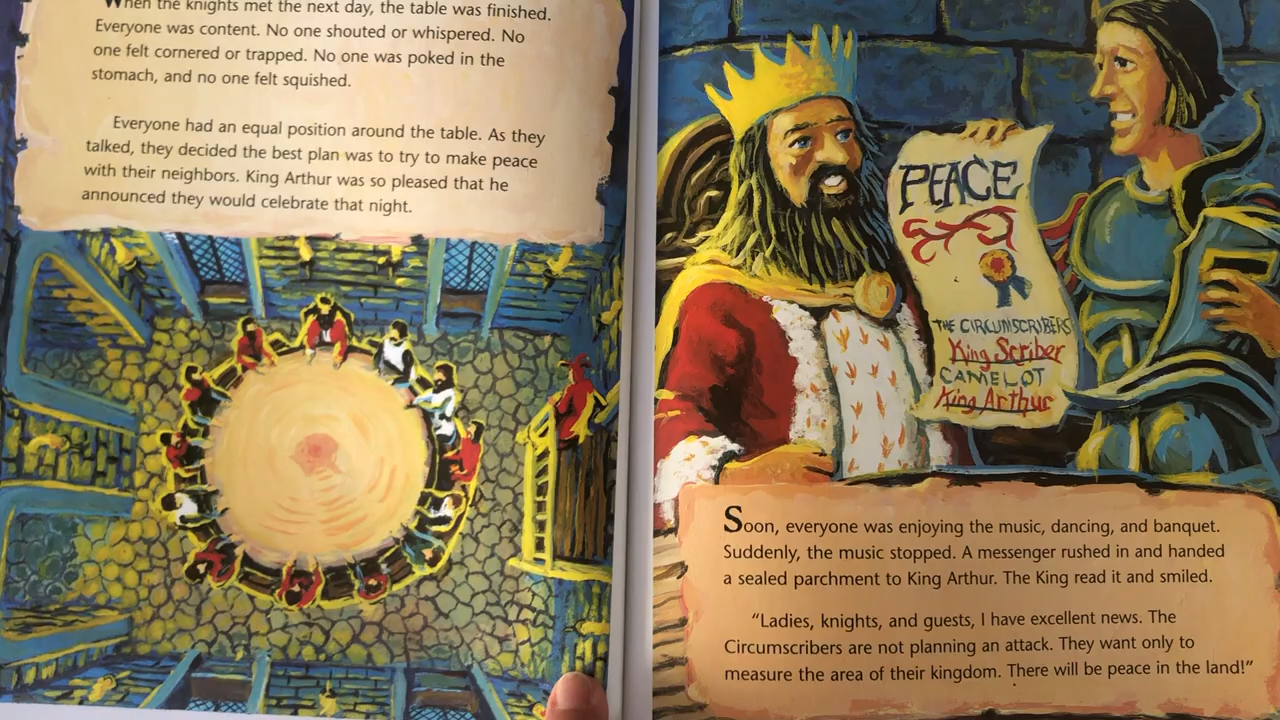 When the knights met the next day, the table was finished.
Everyone was content. No one shouted or whispered. No
one felt cornered or trapped. No one was poked in the
stomach, and no one felt squished.
Everyone had an equal position around the table. As they
talked, they decided the best plan was to try to make peace
with their neighbors. King Arthur was so pleased that he
announced they would celebrate that night.
PEACE
THE CIRCUMSCRIBERS
King Scriber
CAMELOT
King Arthur
Soon, everyone was enjoying the music, dancing, and banquet.
Suddenly, the music stopped. A messenger rushed in and handed
a sealed parchment to King Arthur. The King read it and smiled.
“Ladies, knights, and guests, I have excellent news. The
Circumscribers are not planning an attack. They want only to
measure the area of their kingdom. There will be peace in the land!”